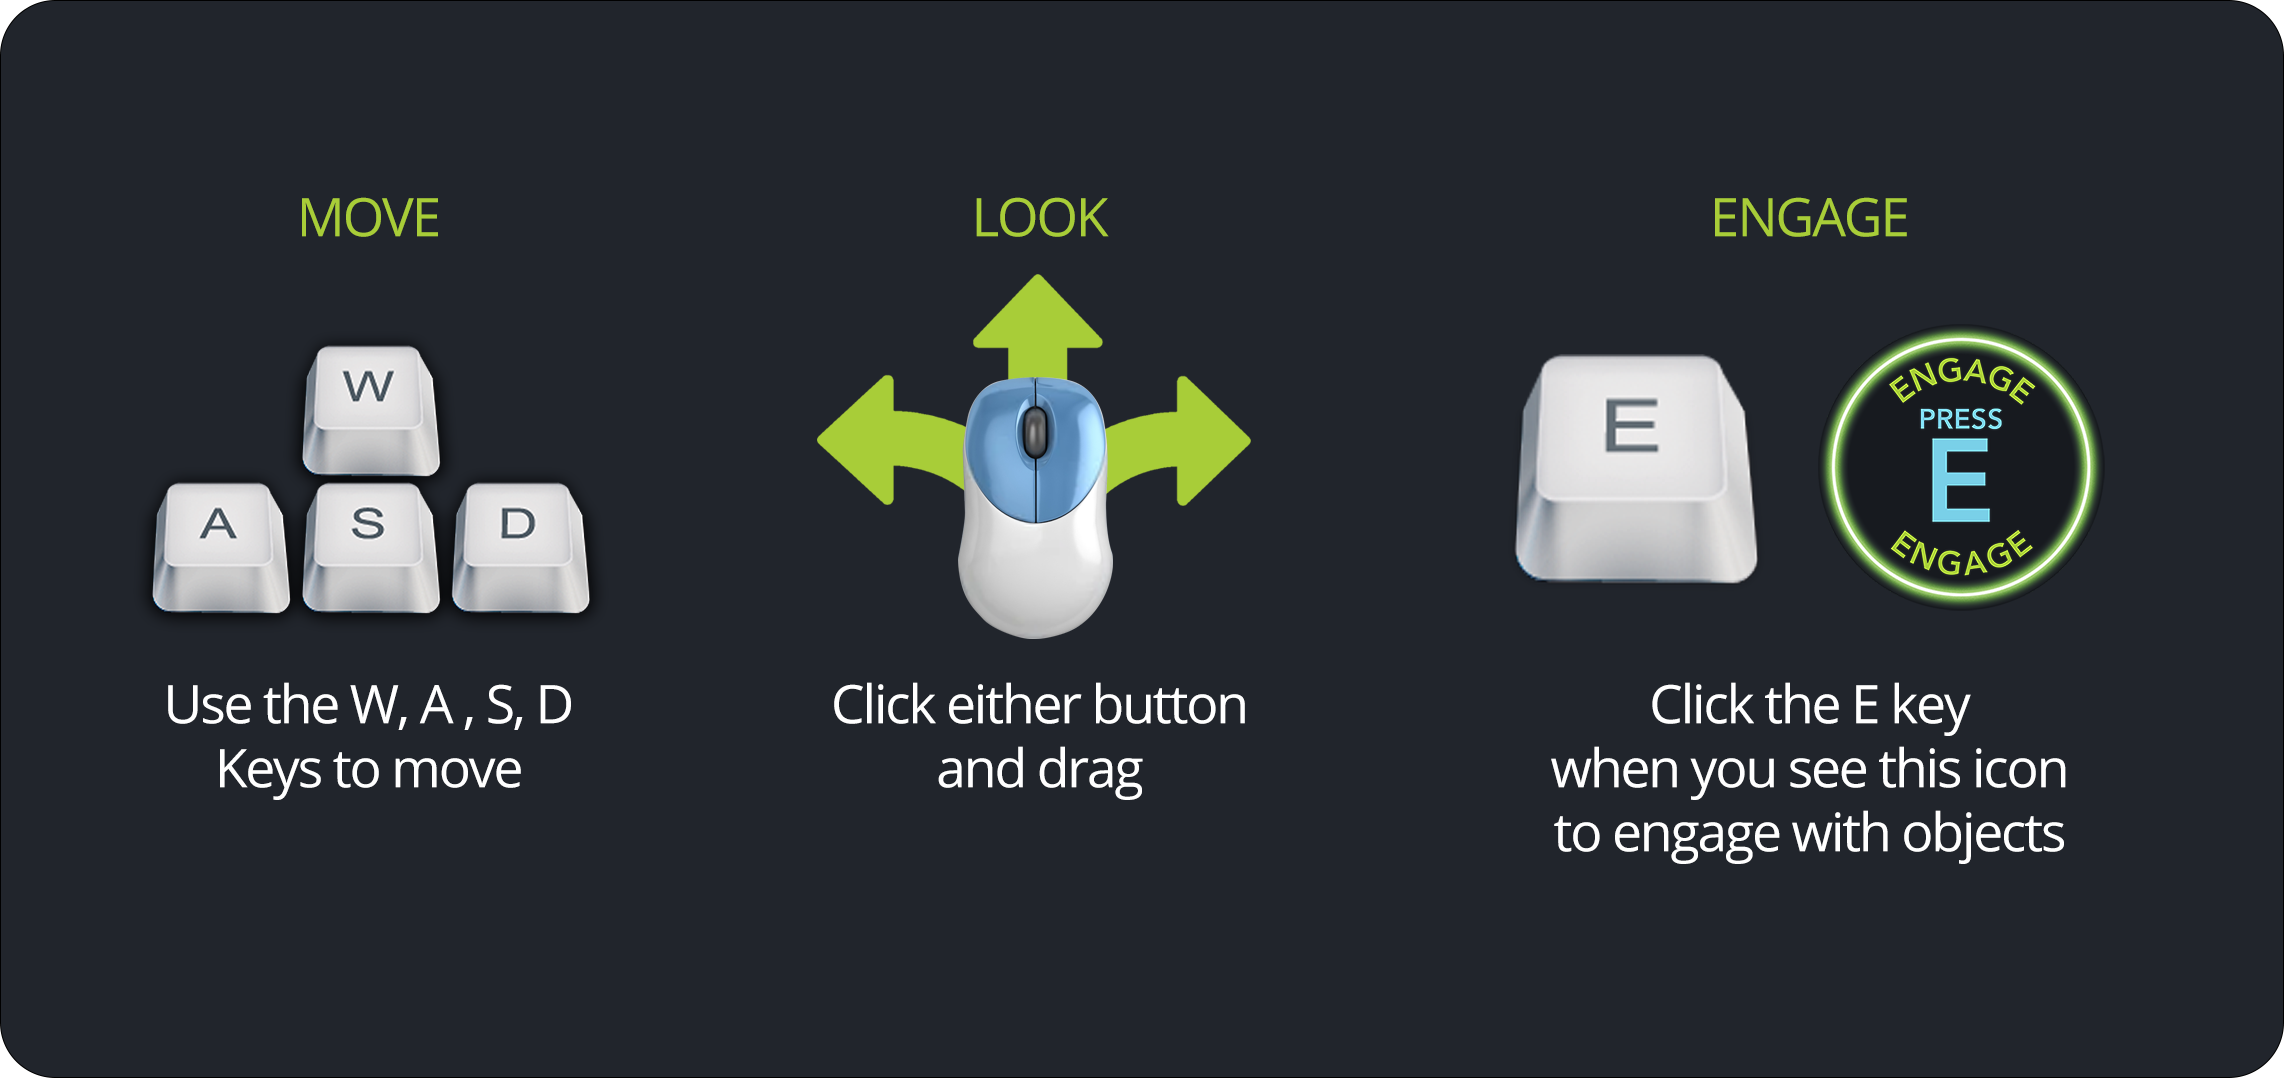 MOVE
W
A
S
D
Use the W, A , S, D
Keys to move
LOOK
Click either button
and drag
ENGAGE
E
ENGAGE
PRESS
E
ENGAGE
Click the E key
when you see this icon
to engage with objects